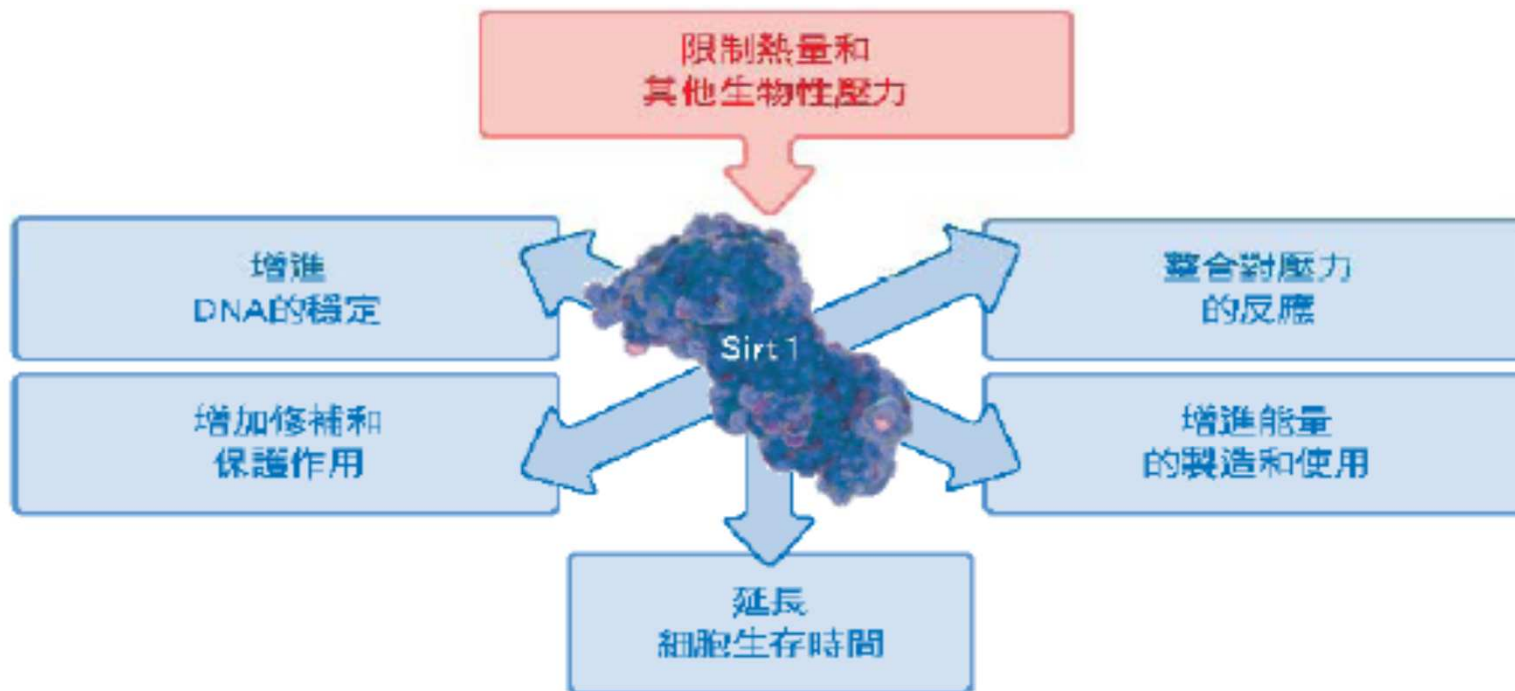 限制熱量和
其他生物性壓力
增進
DNA的穩定
整合對壓力
的反應
Sirt 1
增加修補和
保護作用
增進能量
的製造和使用
延長
細胞生存時間